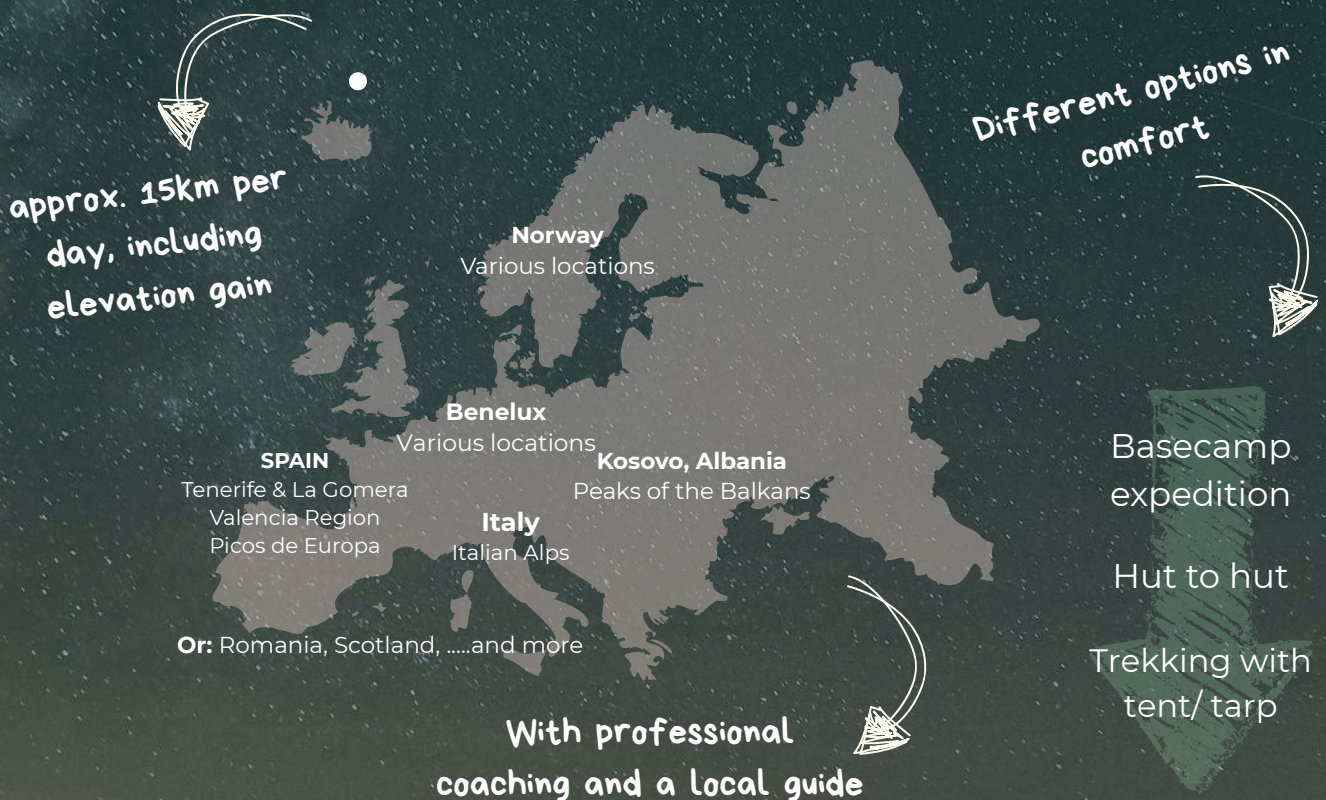 approx. 15km per
day, including
elevation gain
Different options in
comfort
Norway
Various locations
Benelux
Various locations
SPAIN
Tenerife & La Gomera
Valencia Region
Picos de Europa
Kosovo, Albania
Peaks of the Balkans
Italy
Italian Alps
Or: Romania, Scotland, .....and more
Basecamp
expedition
Hut to hut
Trekking with
tent/ tarp
With professional
coaching and a local guide